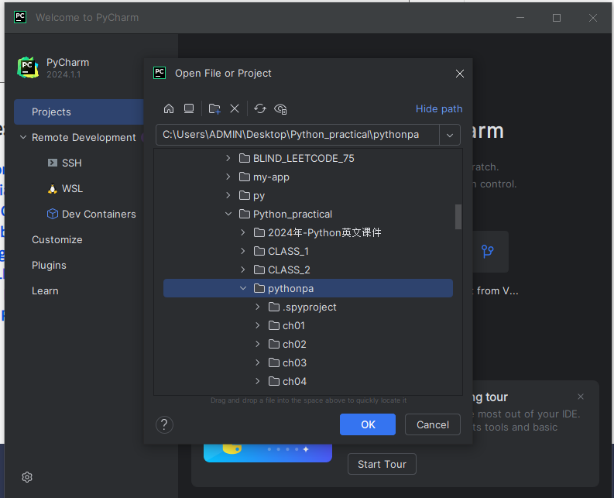 Welcome to PyCharm
PyCharm
2024.1.1
Projects
Remote Development
SSH
WSL
Dev Containers
Customize
Plugins
Learn
Open File or Project
Hide path
C:\Users\ADMIN\Desktop\Python_practical\pythonpa
BLIND_LEETCODE_75
my-app
py
Python_practical
2024年-Python英文课件
CLASS_1
CLASS_2
pythonpa
.spyproject
ch01
ch02
ch03
ch04
Drag and drop a file into the space above to quickly locate it
?
OK
Cancel
arm
ratch.
n control.
t from V...
ng tour
e most out of your IDE.
ts tools and basic
Start Tour